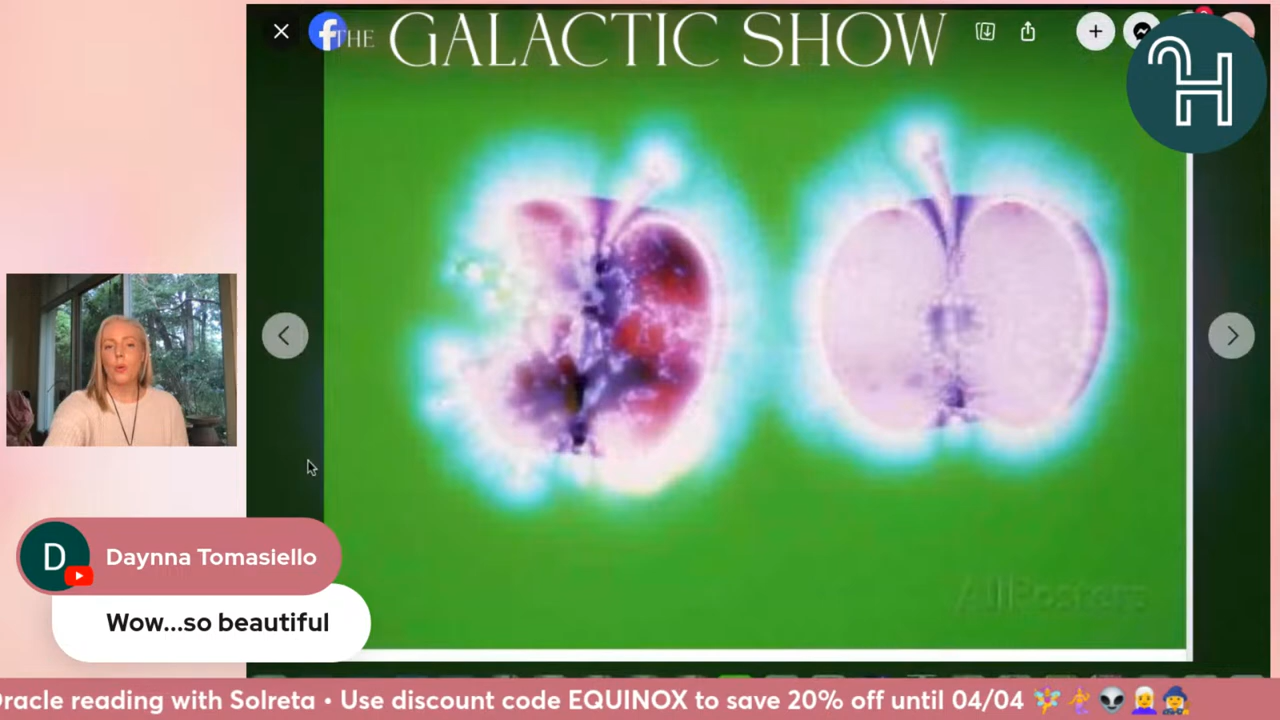 THE GALACTIC SHOW
H
AllPosters
D
Daynna Tomasiello
Wow...so beautiful
Oracle reading with Solreta • Use discount code EQUINOX to save 20% off until 04/04 🧚👽👩‍🦳🧙‍♀️